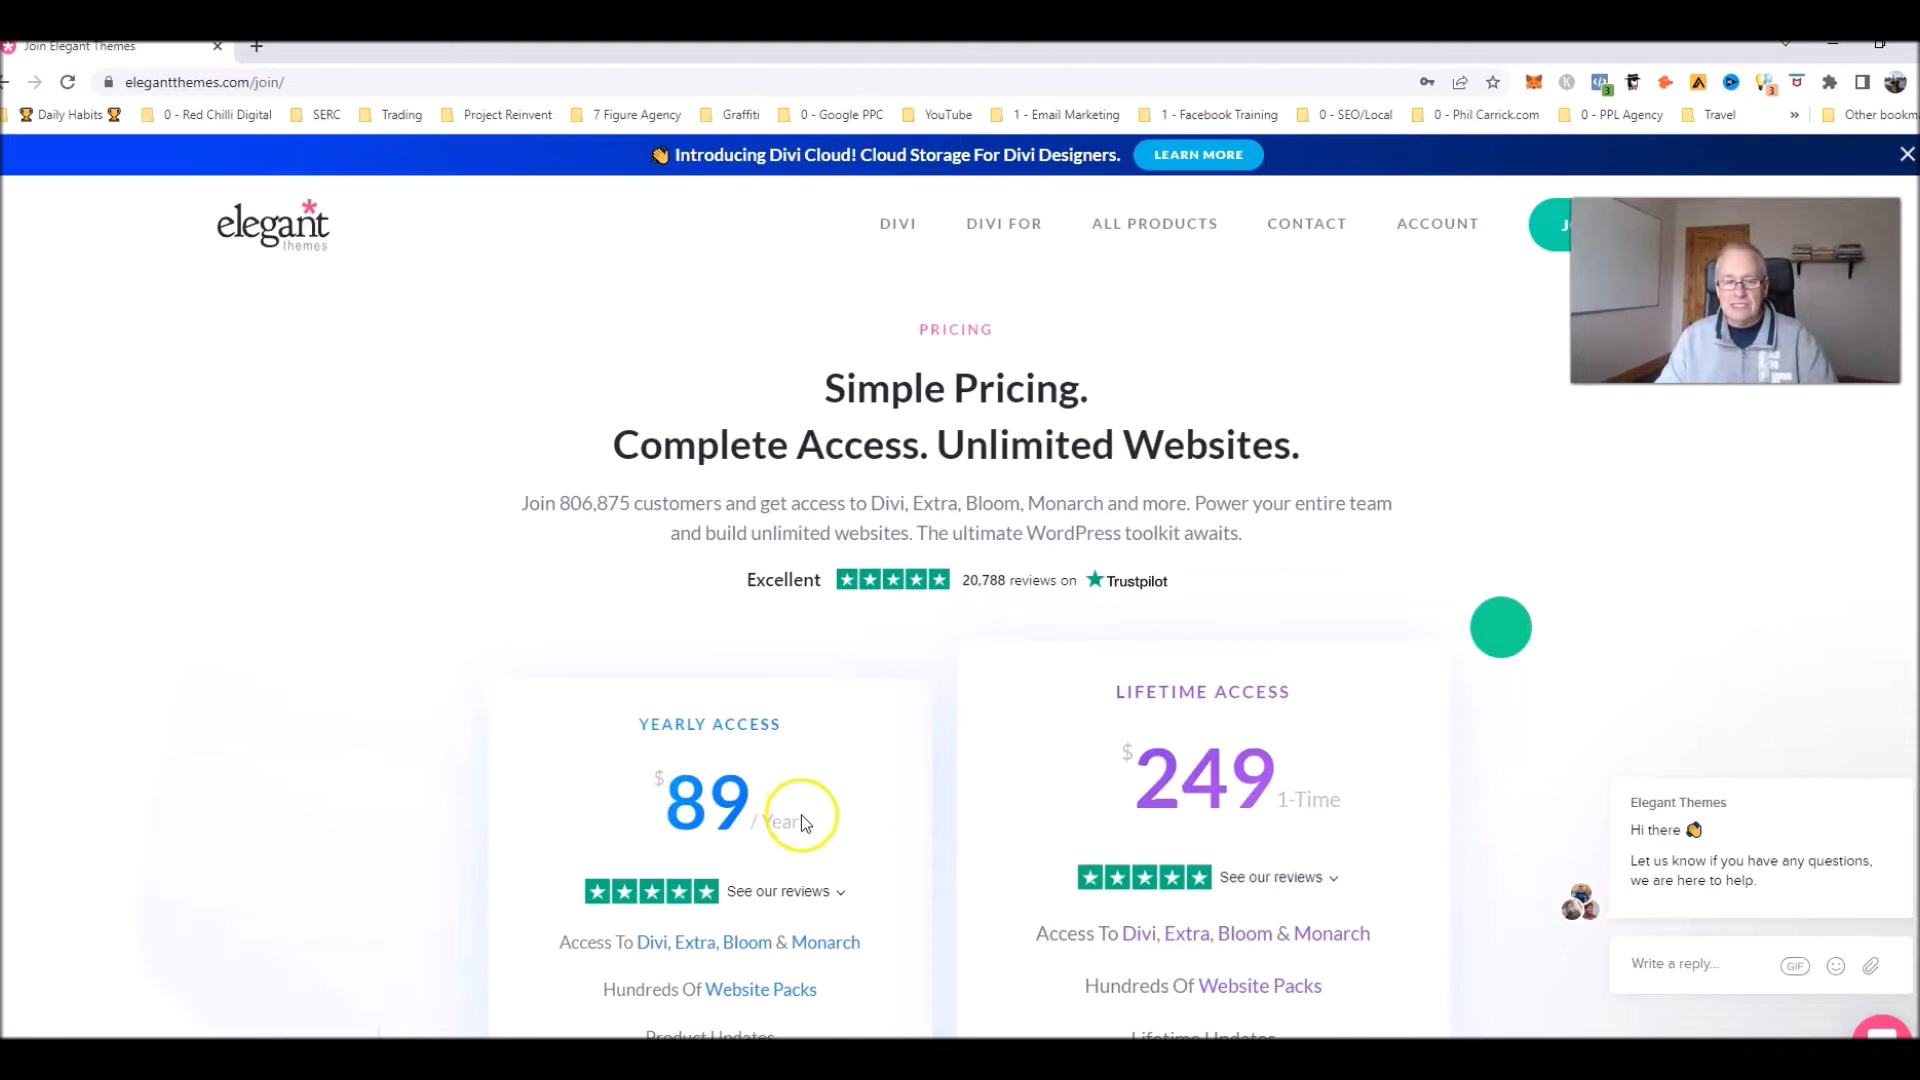 Join Elegant Themes
elegantthemes.com/join/
Daily Habits
0 - Red Chilli Digital
SERC
Trading
Project Reinvent
7 Figure Agency
Graffiti
0 - Google PPC
YouTube
1 - Email Marketing
1 - Facebook Training
0 - SEO/Local
0 - Phil Carrick.com
0 - PPL Agency
Travel
»
Other bookma
Introducing Divi Cloud! Cloud Storage For Divi Designers.
LEARN MORE
elegant
themes
DIVI
DIVI FOR
ALL PRODUCTS
CONTACT
ACCOUNT
PRICING
Simple Pricing.
Complete Access. Unlimited Websites.
Join 806,875 customers and get access to Divi, Extra, Bloom, Monarch and more. Power your entire team
and build unlimited websites. The ultimate WordPress toolkit awaits.
Excellent
20,788 reviews on
Trustpilot
YEARLY ACCESS
$89 / Year
See our reviews
Access To Divi, Extra, Bloom & Monarch
Hundreds Of Website Packs
Product Updates
LIFETIME ACCESS
$249 1-Time
See our reviews
Access To Divi, Extra, Bloom & Monarch
Hundreds Of Website Packs
Lifetime Updates
Elegant Themes
Hi there
Let us know if you have any questions,
we are here to help.
Write a reply...
GIF